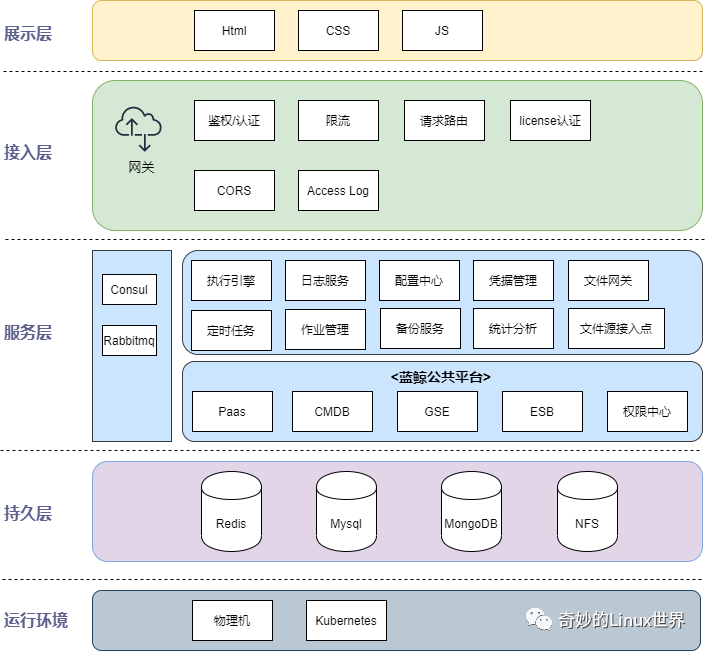 展示层
Html
CSS
JS
接入层
网关
鉴权/认证
限流
请求路由
license认证
CORS
Access Log
服务层
Consul
Rabbitmq
执行引擎
日志服务
配置中心
凭据管理
文件网关
定时任务
作业管理
备份服务
统计分析
文件源接入点
<蓝鲸公共平台>
Paas
CMDB
GSE
ESB
权限中心
持久层
Redis
Mysql
MongoDB
NFS
运行环境
物理机
Kubernetes
奇妙的Linux世界